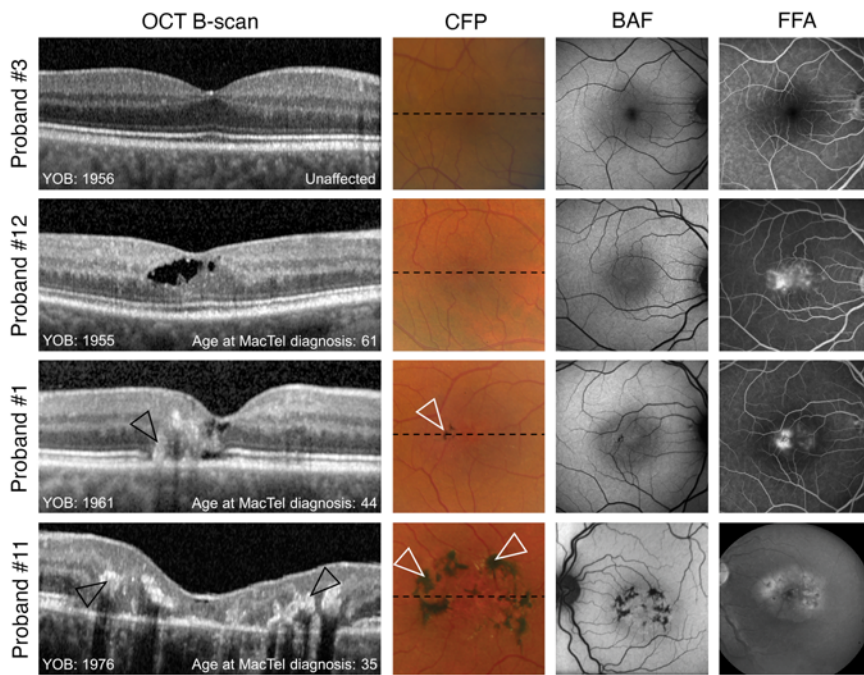 OCT B-scan CFP BAF FFA
Proband #3
YOB: 1956 Unaffected
Proband #12
YOB: 1955 Age at MacTel diagnosis: 61
Proband #1
YOB: 1961 Age at MacTel diagnosis: 44
Proband #11
YOB: 1976 Age at MacTel diagnosis: 35